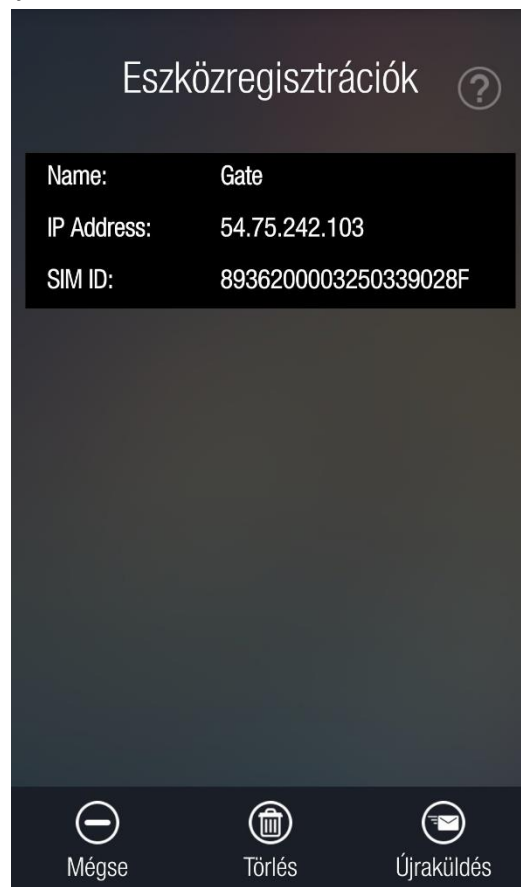 Eszközregisztrációk ?
Name: Gate
IP Address: 54.75.242.103
SIM ID: 8936200003250339028F
Mégse Törlés Újraküldés